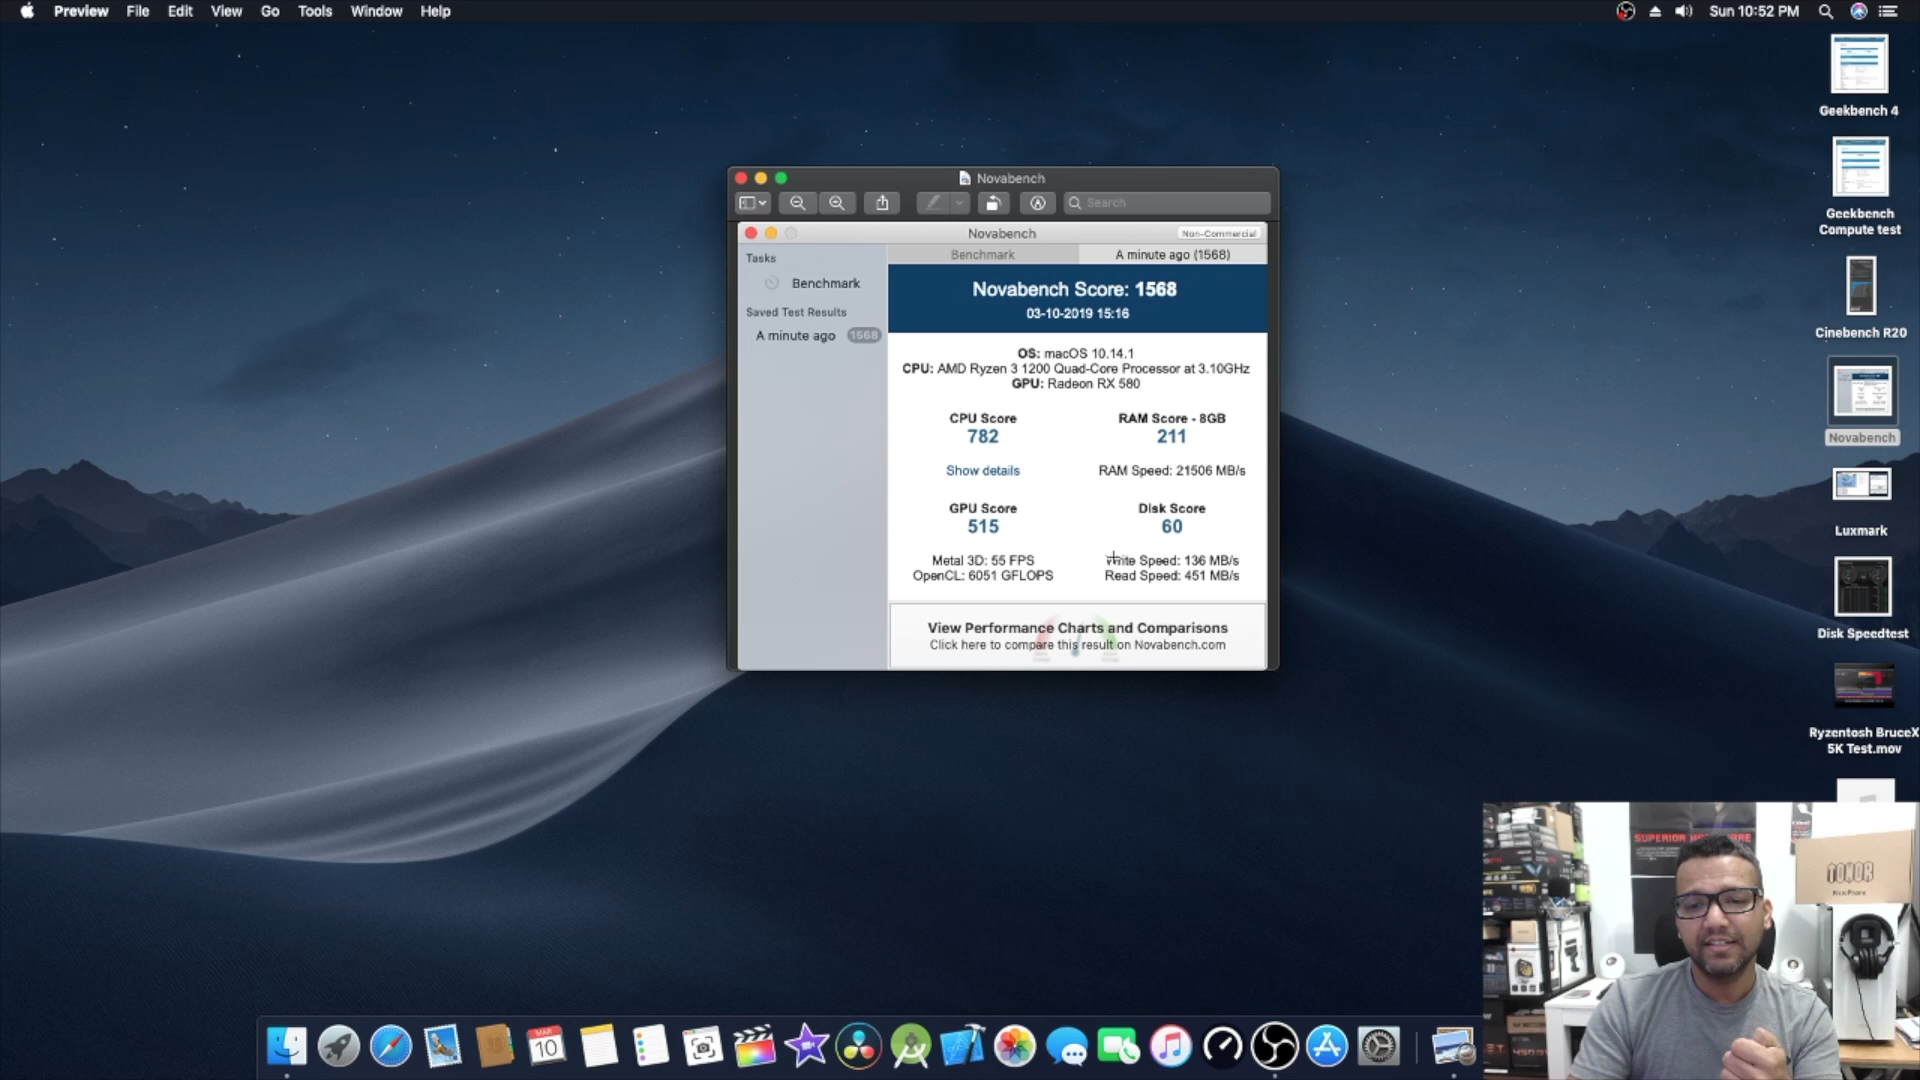 Preview File Edit View Go Tools Window Help
Sun 10:52 PM
Geekbench 4
Geekbench
Compute test
Cinebench R20
Novabench
Luxmark
Disk Speedtest
Ryzentosh BruceX
5K Test.mov
Novabench
Search
Novabench
Non-Commercial
Tasks
Benchmark
Saved Test Results
A minute ago 1568
Benchmark
A minute ago (1568)
Novabench Score: 1568
03-10-2019 15:16
OS: macOS 10.14.1
CPU: AMD Ryzen 3 1200 Quad-Core Processor at 3.10GHz
GPU: Radeon RX 580
CPU Score
782
Show details
RAM Score - 8GB
211
RAM Speed: 21506 MB/s
GPU Score
515
Metal 3D: 55 FPS
OpenCL: 6051 GFLOPS
Disk Score
60
Write Speed: 136 MB/s
Read Speed: 451 MB/s
View Performance Charts and Comparisons
Click here to compare this result on Novabench.com
MAR
10
SUPERIOR
TONOR